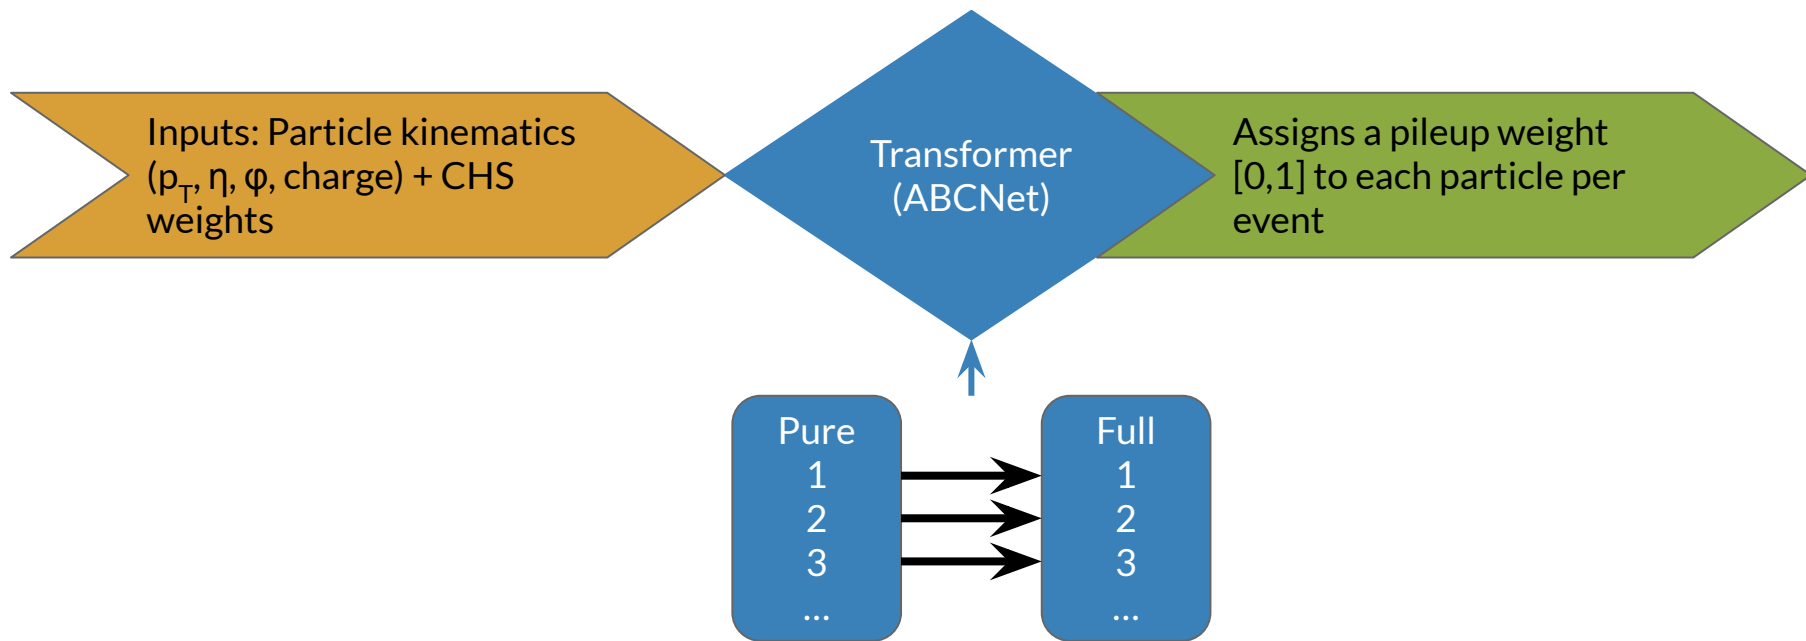 Inputs: Particle kinematics
(p_T, η, φ, charge) + CHS
weights
Transformer
(ABCNet)
Assigns a pileup weight
[0,1] to each particle per
event
Pure
1
2
3
...
Full
1
2
3
...